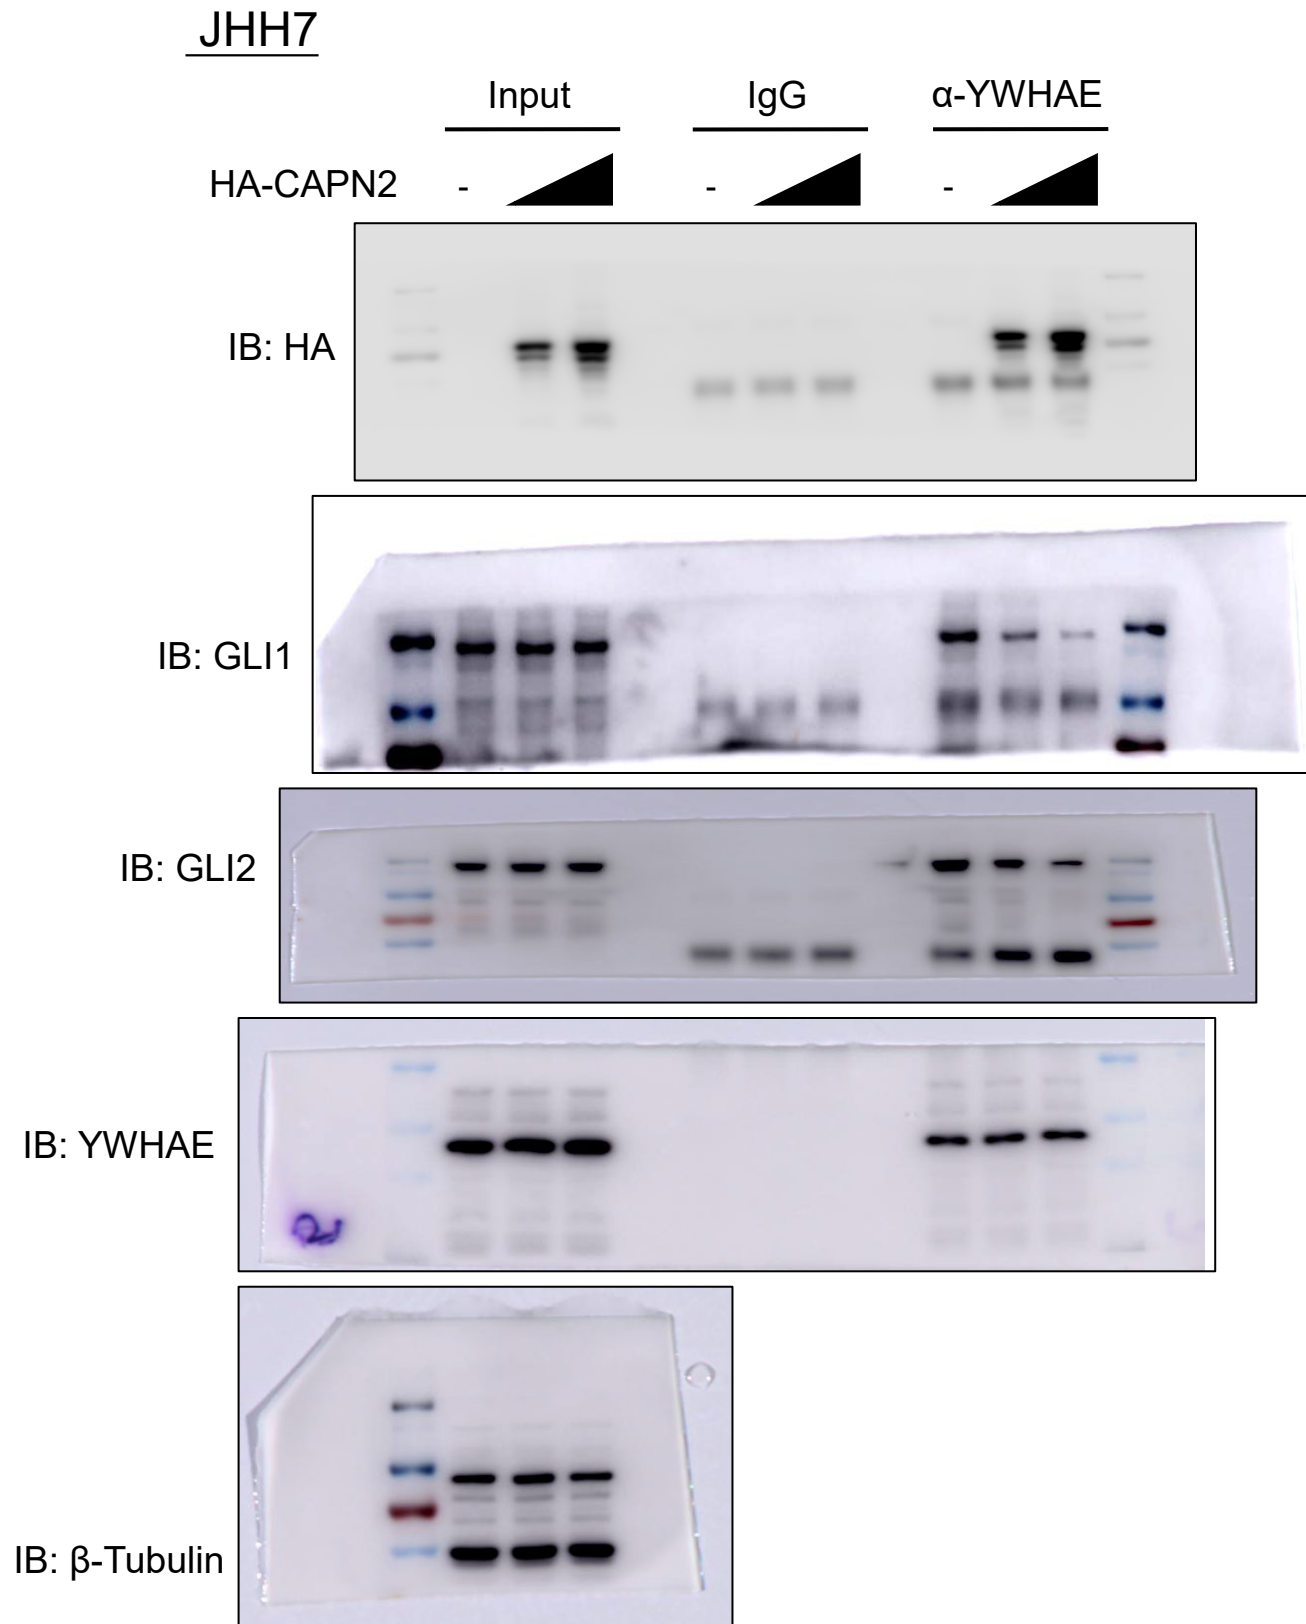 JHH7
Input IgG α-YWHAE
HA-CAPN2 - - -
IB: HA
IB: GLI1
IB: GLI2
IB: YWHAE
IB: β-Tubulin